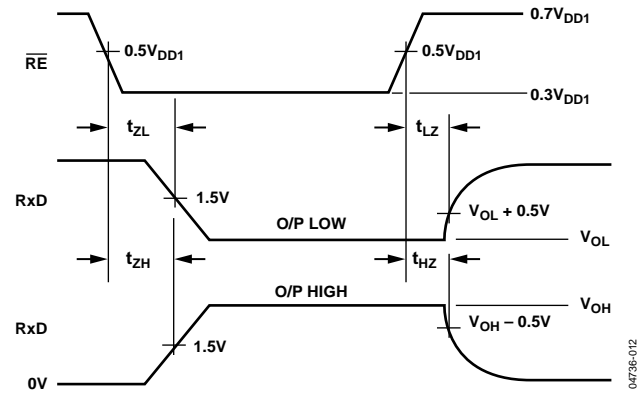 0.7VDD1
RE
0.5VDD1
0.5VDD1
0.3VDD1
tZL
tLZ
RxD
1.5V
O/P LOW
VOL + 0.5V
VOL
tZH
tHZ
O/P HIGH
VOH
RxD
1.5V
VOH – 0.5V
0V
04736-012